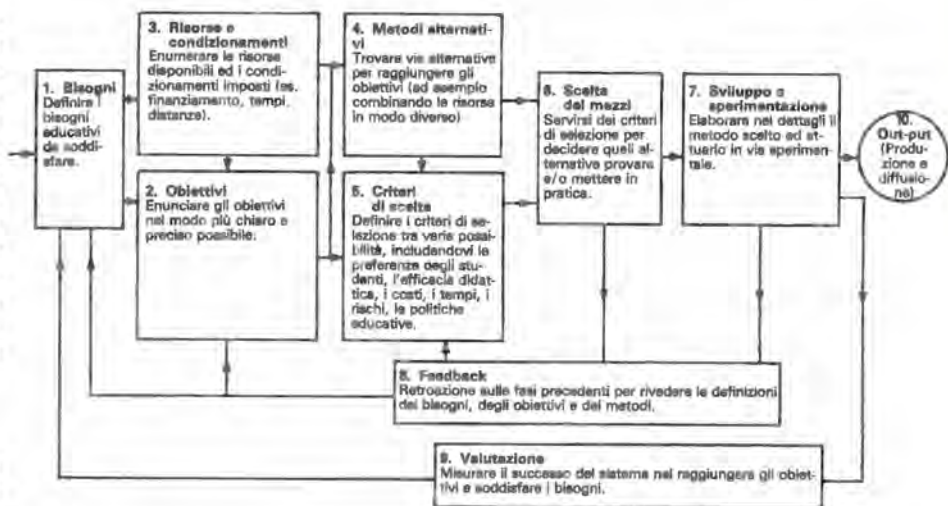 1. Bisogni
Definire i
bisogni
educativi
da soddi-
sfare.
3. Risorse e
condizionamenti
Enumerare le risorse
disponibili ed i condi-
zionamenti imposti (es.
finanziamento, tempi,
distanze).
2. Obiettivi
Enunciare gli obiettivi
nel modo più chiaro e
preciso possibile.
4. Metodi alternati-
vi
Trovare vie alternative
per raggiungere gli
obiettivi (ad esempio
combinando le risorse
in modo diverso)
5. Criteri
di scelta
Definire i criteri di se-
lezione tra varie possi-
bilità, includendovi le
preferenze degli stu-
denti, l'efficacia didat-
tica, i costi, i tempi, i
rischi, le politiche
educative.
6. Scelta
dei mezzi
Servirsi dei criteri
di selezione per
decidere quali al-
ternative provare
e/o mettere in
pratica.
7. Sviluppo e
sperimentazione
Elaborare nei dettagli il
metodo scelto ed at-
tuarlo in via sperimen-
tale.
10.
Out-put
(Produzio-
ne e
diffusio-
ne)
8. Feedback
Retroazione sulle fasi precedenti per rivedere le definizioni
dei bisogni, degli obiettivi e dei metodi.
9. Valutazione
Misurare il successo del sistema nel raggiungere gli obiet-
tivi e soddisfare i bisogni.